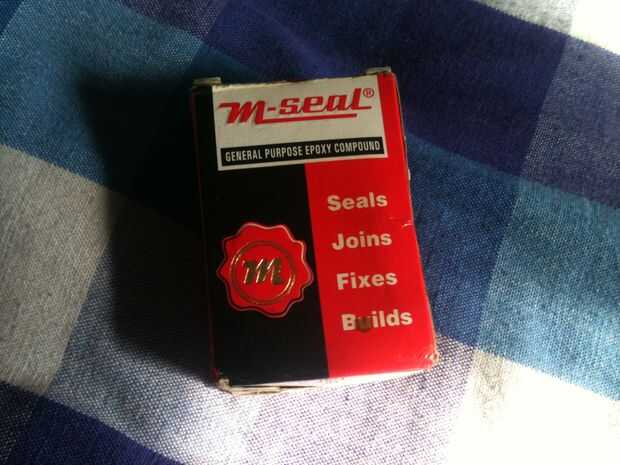 m-seal®
GENERAL PURPOSE EPOXY COMPOUND
Seals
Joins
Fixes
Builds
m